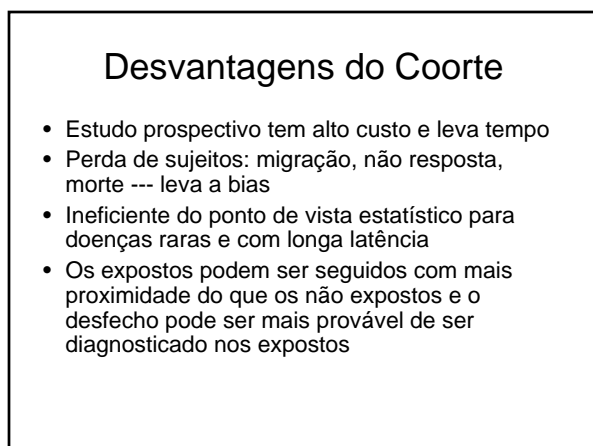 Desvantagens do Coorte
• Estudo prospectivo tem alto custo e leva tempo
• Perda de sujeitos: migração, não resposta,
morte --- leva a bias
• Ineficiente do ponto de vista estatístico para
doenças raras e com longa latência
• Os expostos podem ser seguidos com mais
proximidade do que os não expostos e o
desfecho pode ser mais provável de ser
diagnosticado nos expostos